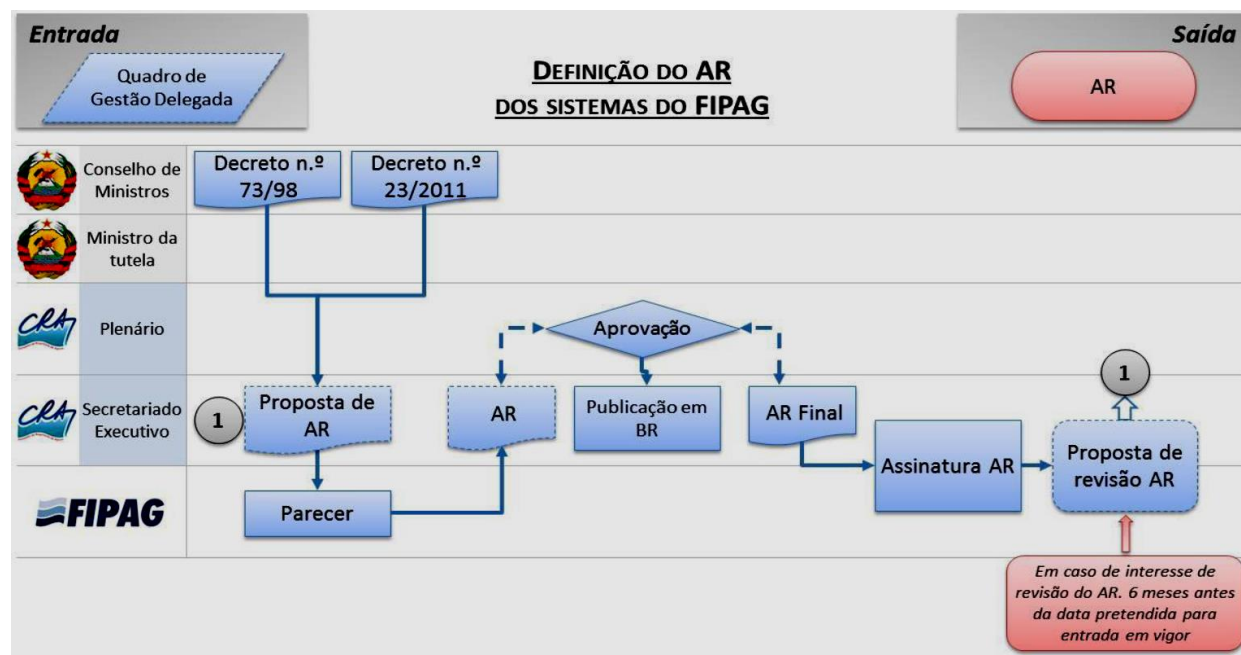 Entrada
Quadro de
Gestão Delegada
DEFINIÇÃO DO AR
DOS SISTEMAS DO FIPAG
Saída
AR
Conselho de
Ministros
Decreto n.º
73/98
Decreto n.º
23/2011
Ministro da
tutela
CRA
Plenário
Aprovação
1
CRA
Secretariado
Executivo
1
Proposta de
AR
AR
Publicação em
BR
AR Final
Assinatura AR
Proposta de
revisão AR
FIPAG
Parecer
Em caso de interesse de
revisão do AR. 6 meses antes
da data pretendida para
entrada em vigor